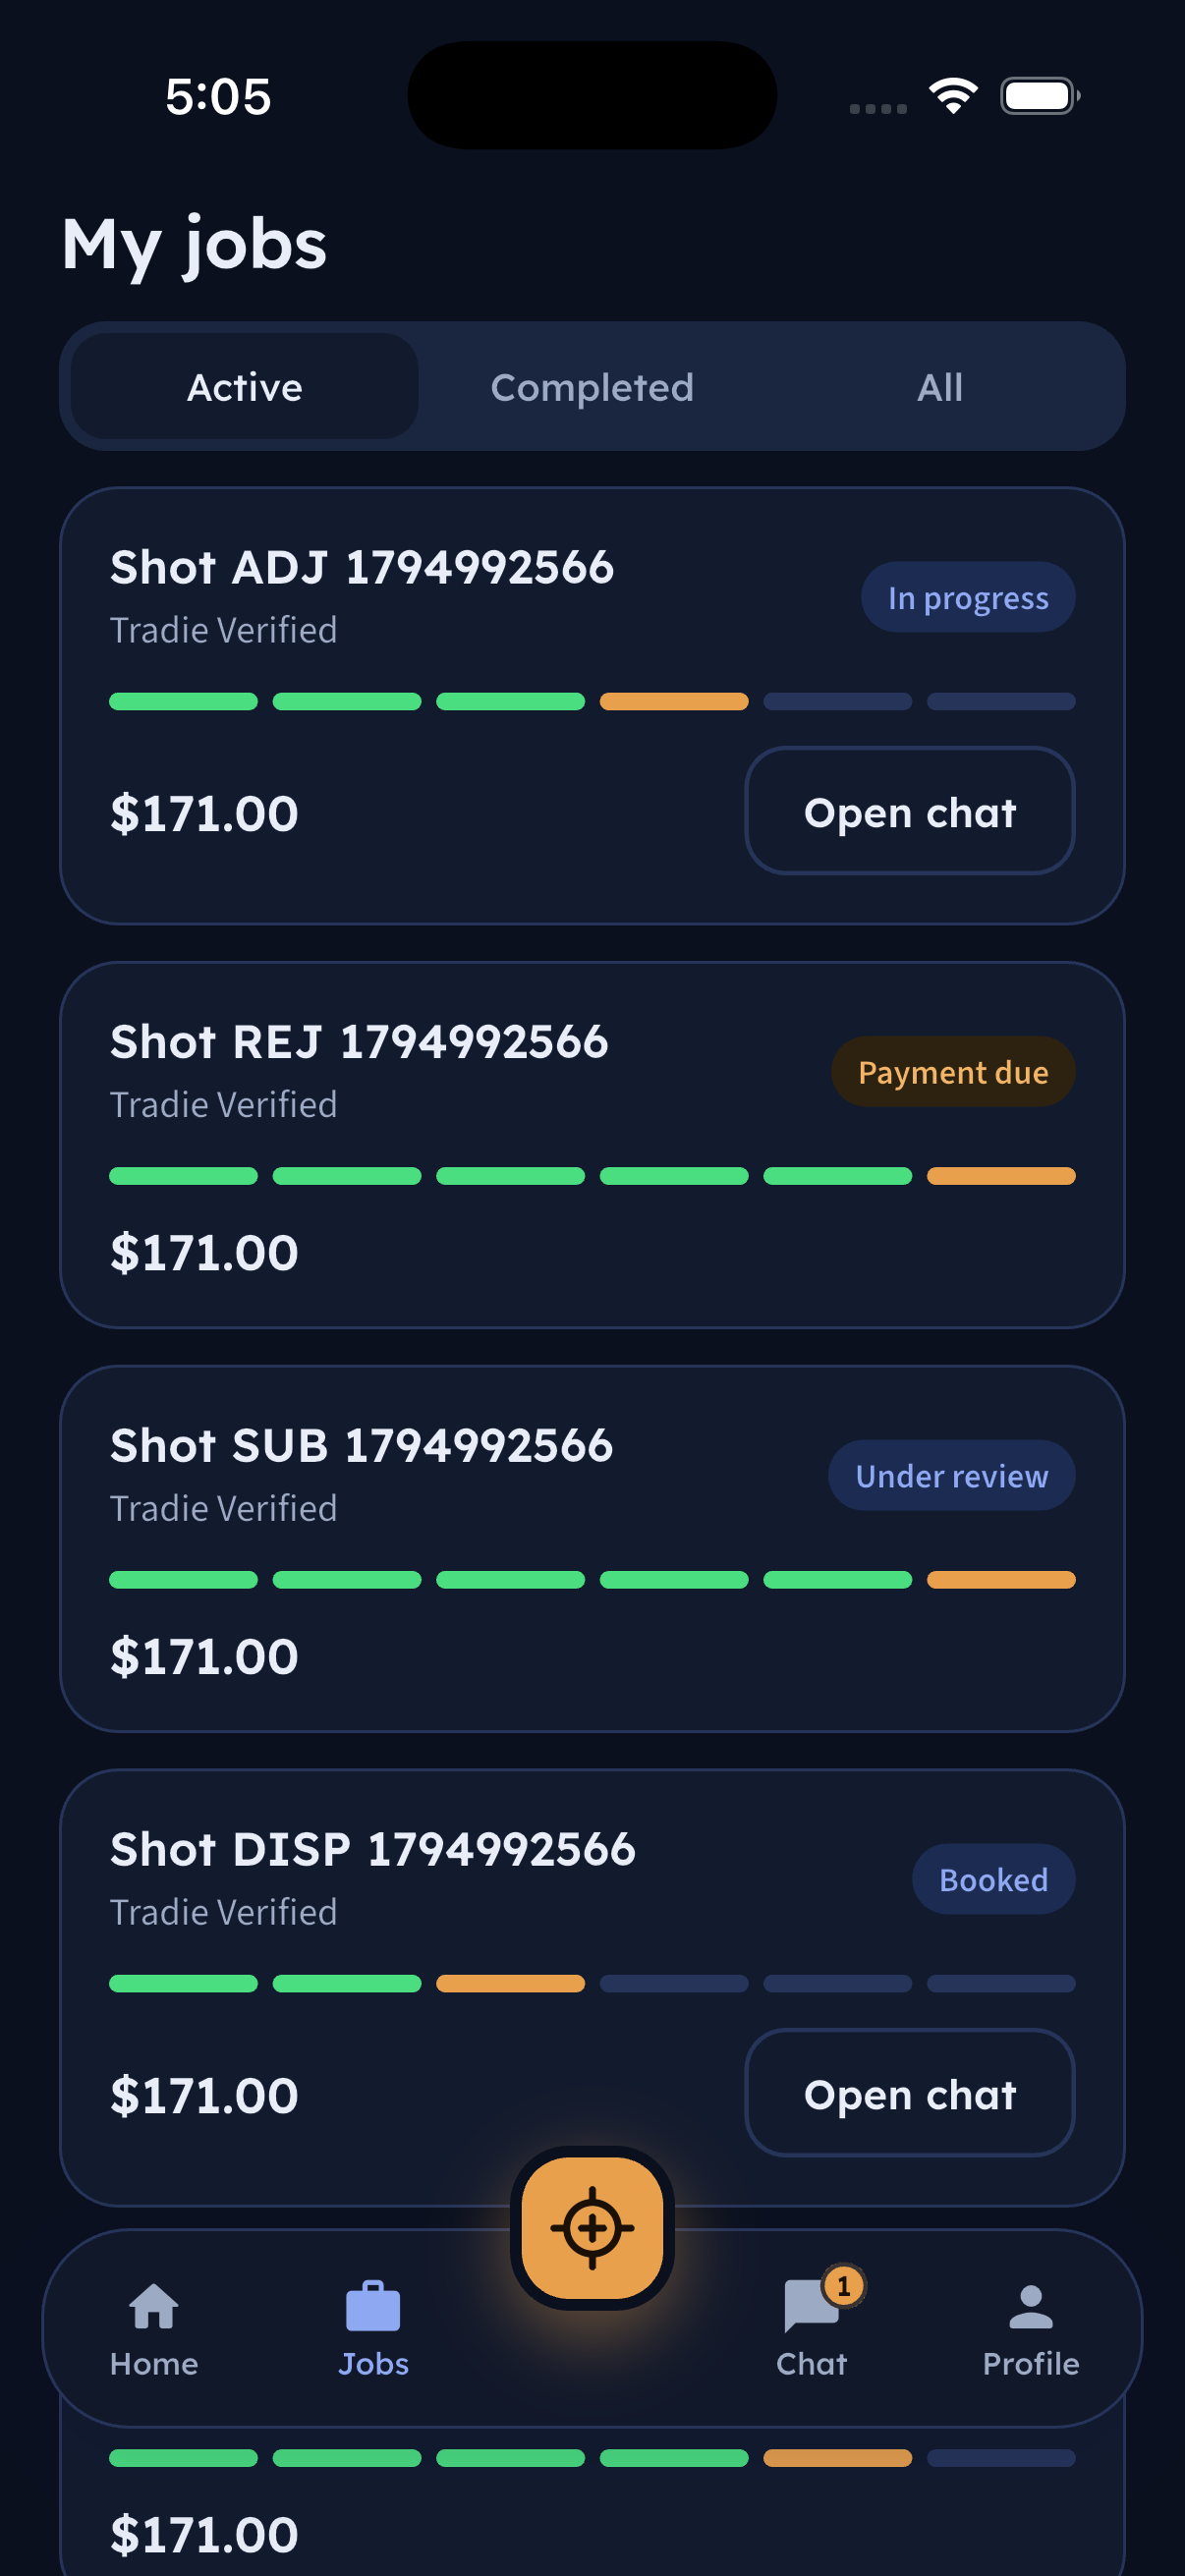 5:05
My jobs
Active Completed All
Shot ADJ 1794992566
Tradie Verified
In progress
$171.00
Open chat
Shot REJ 1794992566
Tradie Verified
Payment due
$171.00
Shot SUB 1794992566
Tradie Verified
Under review
$171.00
Shot DISP 1794992566
Tradie Verified
Booked
$171.00
Open chat
1
Home Jobs Chat Profile
$171.00